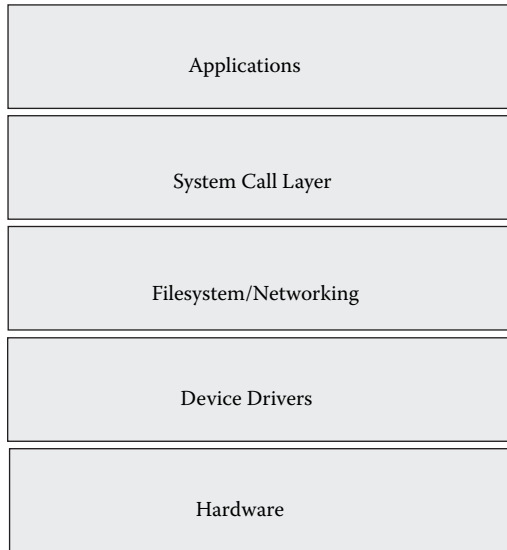 Applications
System Call Layer
Filesystem/Networking
Device Drivers
Hardware